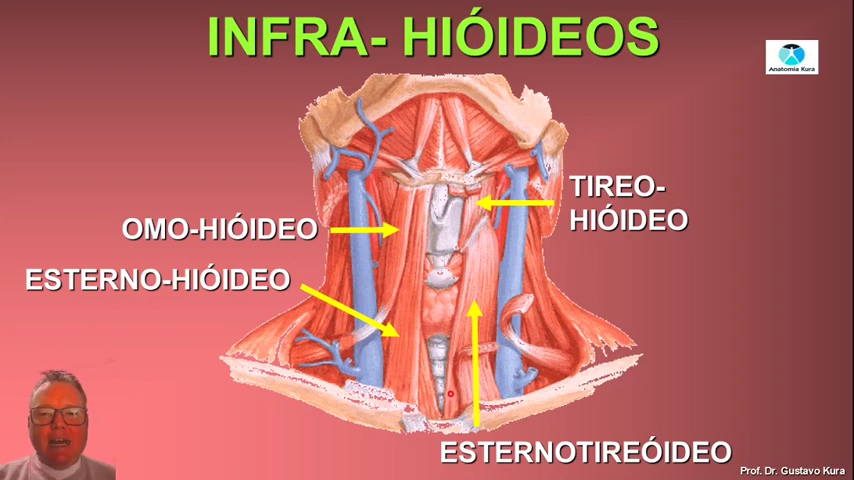 INFRA- HIÓIDEOS
Anatomia Kura
TIREO-
HIÓIDEO
OMO-HIÓIDEO
ESTERNO-HIÓIDEO
ESTERNOTIREÓIDEO
Prof. Dr. Gustavo Kura